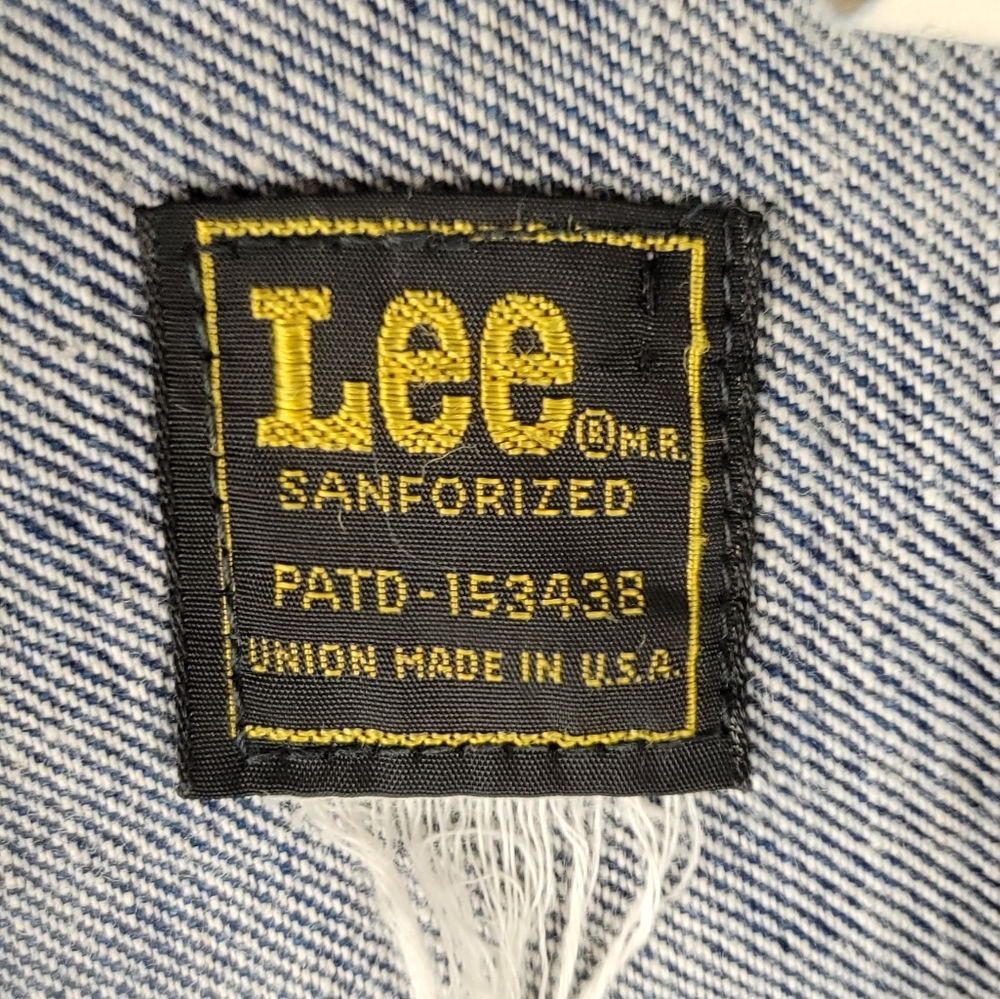 Lee® M.R.
SANFORIZED
PATD-153438
UNION MADE IN U.S.A.